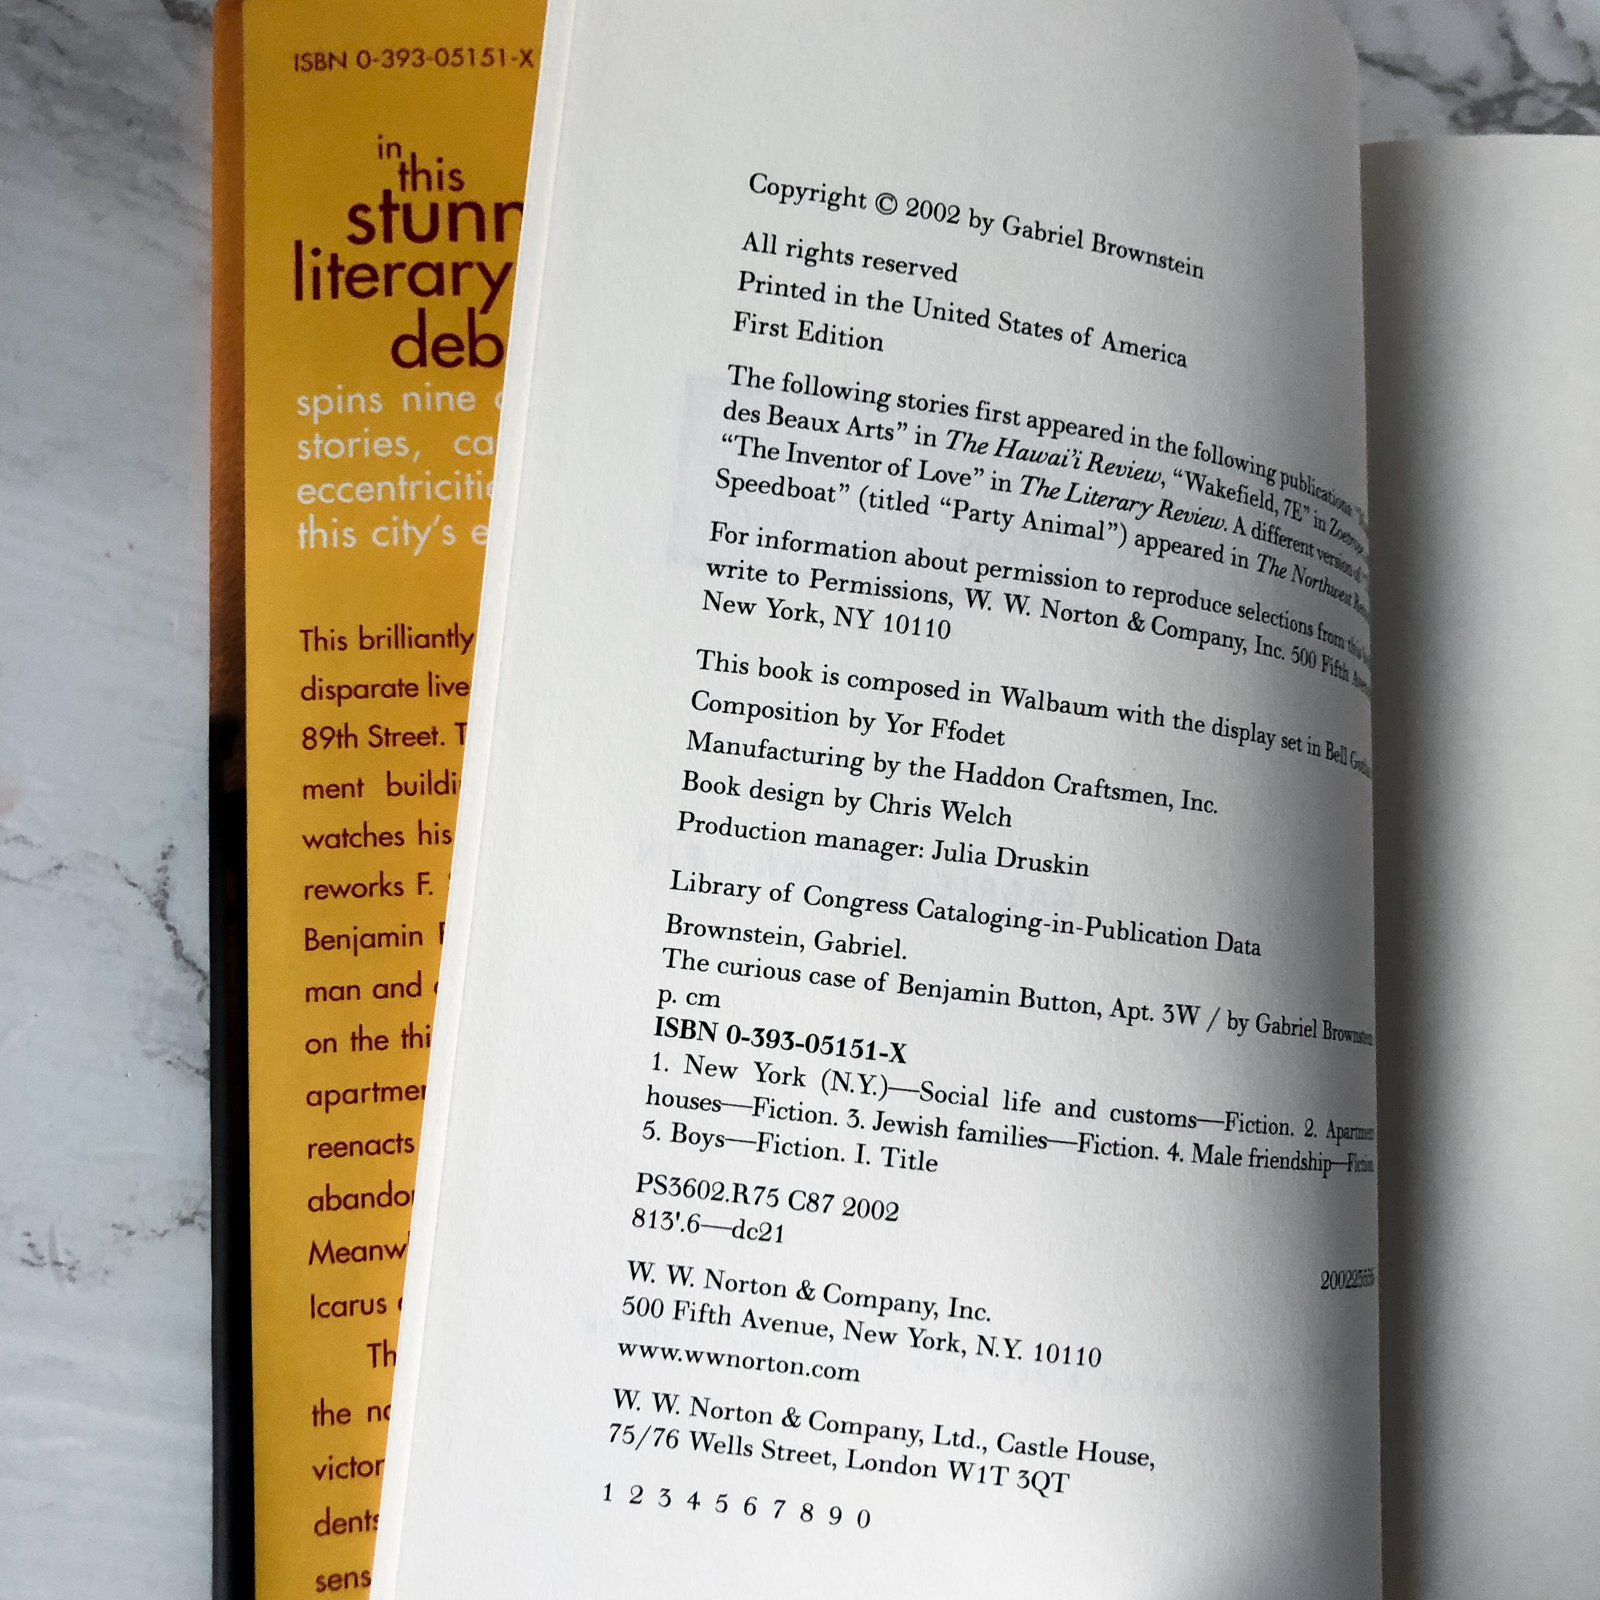 ISBN 0-393-05151-X
in
this
stunn
literary
deb
spins nine
stories, ca
eccentricitie
this city's e
This brilliantly
disparate live
89th Street. T
ment buildi
watches his
reworks F.
Benjamin
man and
on the thi
apartmen
reenacts
abandon
Meanw
Icarus
Th
the no
victor
dents
sens
Copyright © 2002 by Gabriel Brownstein
All rights reserved
Printed in the United States of America
First Edition
The following stories first appeared in the following publications:
des Beaux Arts” in The Hawai'i Review, “Wakefield, 7E” in Zoetrope,
“The Inventor of Love” in The Literary Review. A different version of
Speedboat” (titled “Party Animal”) appeared in The Northwest
For information about permission to reproduce selections from this
write to Permissions, W. W. Norton & Company, Inc. 500 Fifth
New York, NY 10110
This book is composed in Walbaum with the display set in Bell
Composition by Yor Ffodet
Manufacturing by the Haddon Craftsmen, Inc.
Book design by Chris Welch
Production manager: Julia Druskin
Library of Congress Cataloging-in-Publication Data
Brownstein, Gabriel.
The curious case of Benjamin Button, Apt. 3W / by Gabriel Brownstein
p. cm
ISBN 0-393-05151-X
1. New York (N.Y.)—Social life and customs—Fiction. 2. Apartment
houses—Fiction. 3. Jewish families—Fiction. 4. Male friendship—Fiction.
5. Boys—Fiction. I. Title
PS3602.R75 C87 2002
813'.6—dc21
W. W. Norton & Company, Inc.
500 Fifth Avenue, New York, N.Y. 10110
www.wwnorton.com
W. W. Norton & Company, Ltd., Castle House,
75/76 Wells Street, London W1T 3QT
1 2 3 4 5 6 7 8 9 0